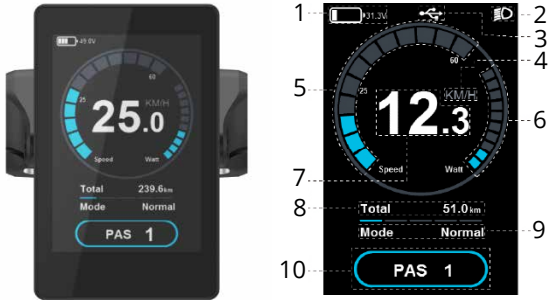 49.0V
60
25
KM/H
25.0
Speed Watt
Total 239.6km
Mode Normal
PAS 1
1
31.3V
2
3
4
60
5
25
KM/H
12.3
6
Speed Watt
7
8
Total 51.0km
Mode Normal
9
10
PAS 1